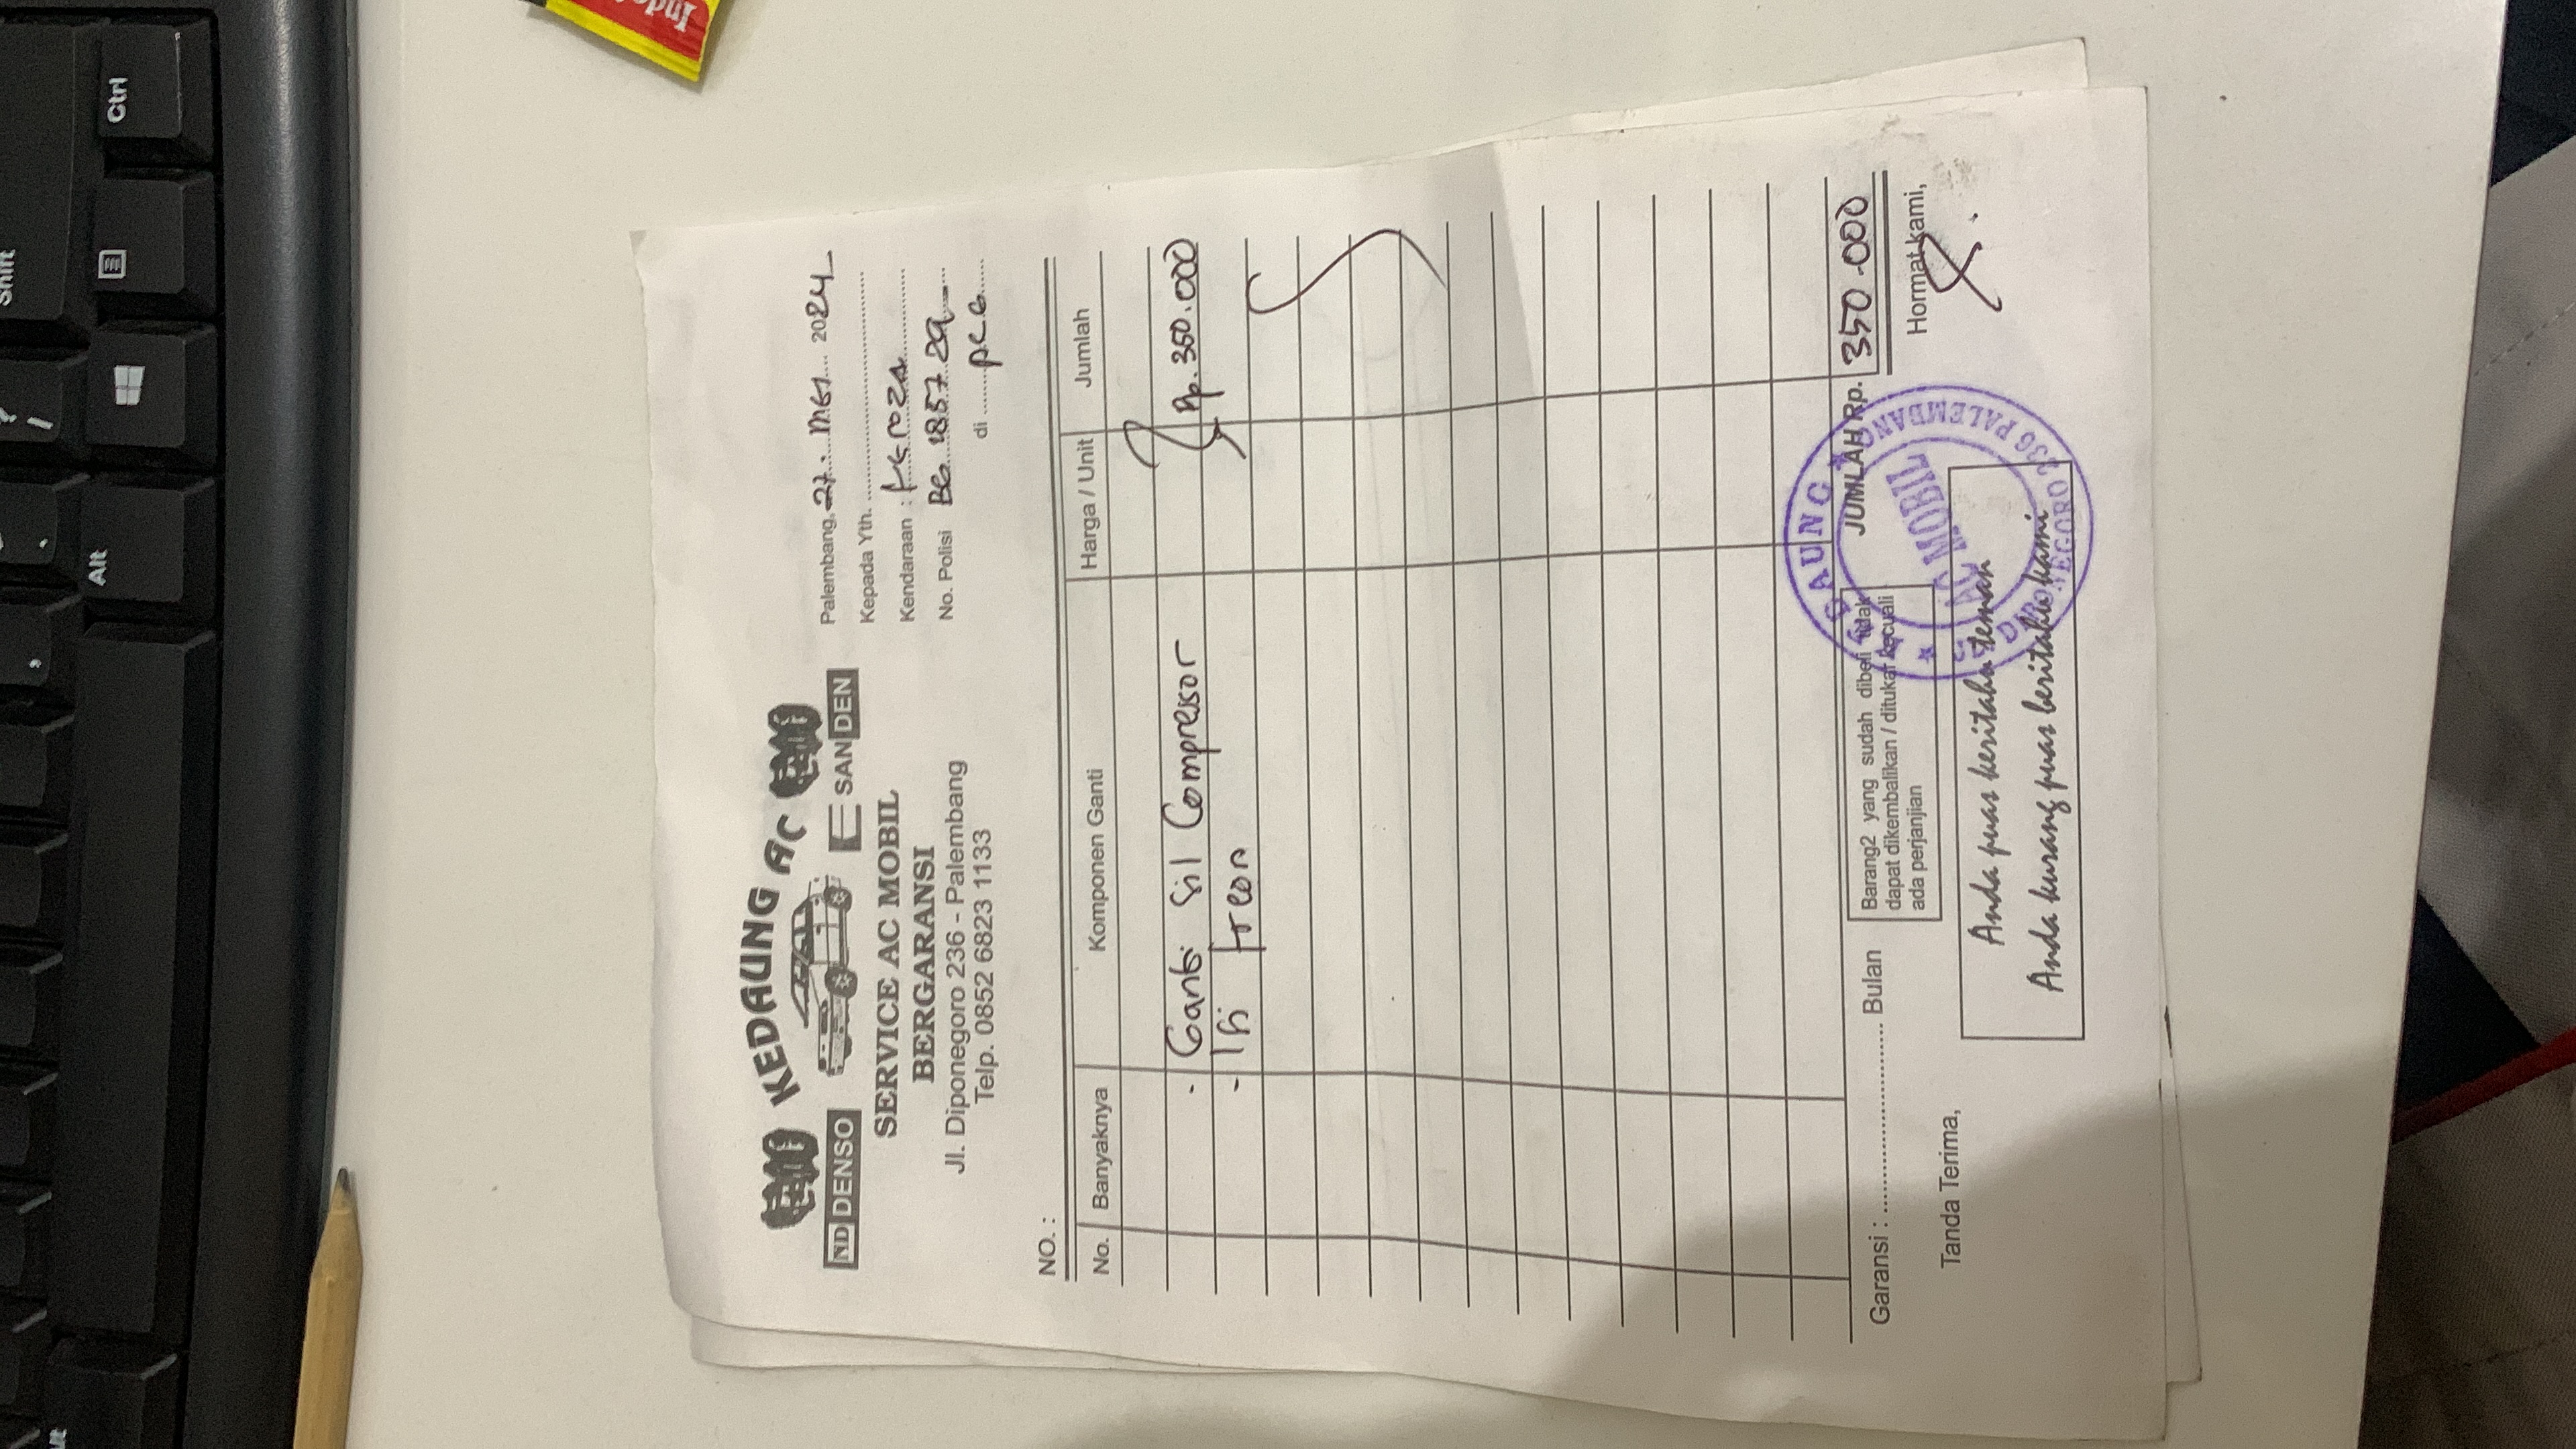 Shift
Alt
Alt
Ctrl
KEDAUNG AC
ND DENSO
SANDEN
SERVICE AC MOBIL
BERGARANSI
Jl. Diponegoro 236 - Palembang
Telp. 0852 6823 1133
Palembang, 27. Mei 2024
Kepada Yth.
Kendaraan : feroza
No. Polisi BG 1857 ZQ
di
NO. :
No. Banyaknya Komponen Ganti Harga / Unit Jumlah
- Ganti Sil Compressor Rp. 350.000
- Isi freon
JUMLAH Rp. 350.000
Garansi : Bulan
Barang2 yang sudah dibeli tidak
dapat dikembalikan / ditukar kecuali
ada perjanjian
Hormat kami,
Tanda Terima,
Anda puas keritahu teman
Anda kurang puas beritahu kami
KEDAUNG
AC MOBIL
JL. DIPONEGORO 236 PALEMBANG